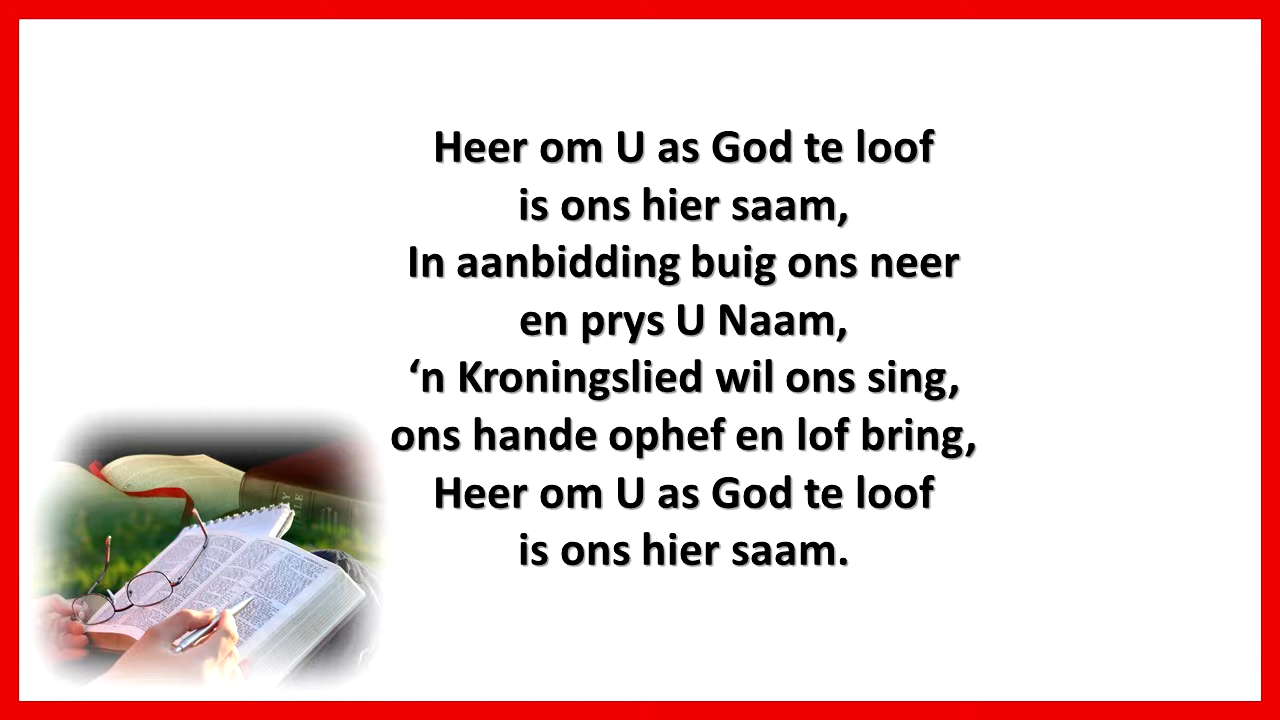 Heer om U as God te loof
is ons hier saam,
In aanbidding buig ons neer
en prys U Naam,
‘n Kroningslied wil ons sing,
ons hande ophef en lof bring,
Heer om U as God te loof
is ons hier saam.